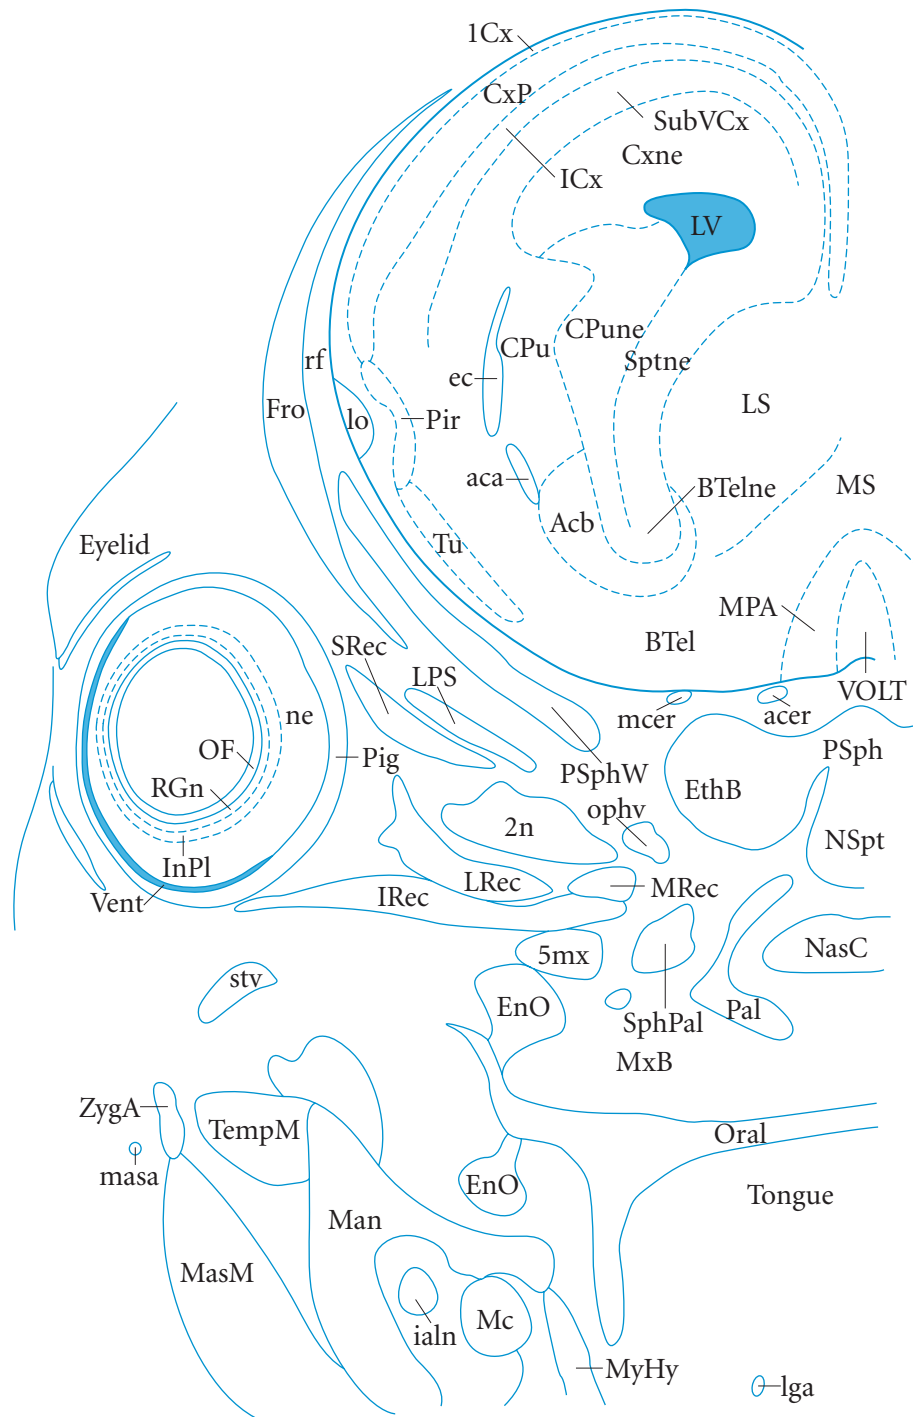 1Cx
CxP
SubVCx
Cxne
ICx
LV
CPune
CPu
Sptne
rf
ec
Fro
lo
Pir
LS
aca
BTelne
MS
Acb
Eyelid
Tu
MPA
BTel
SRec
LPS
VOLT
ne
mcer
acer
OF
Pig
PSph
RGn
PSphW
EthB
ophv
2n
NSpt
InPl
LRec
MRec
Vent
IRec
5mx
NasC
stv
EnO
SphPal
Pal
MxB
ZygA
TempM
Oral
masa
EnO
Tongue
Man
MasM
Mc
ialn
MyHy
lga